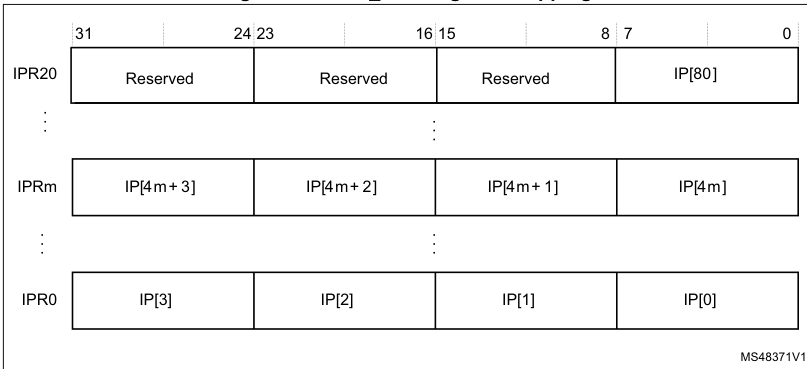 31 24 23 16 15 8 7 0
IPR20 Reserved Reserved Reserved IP[80]
IPRm IP[4m+3] IP[4m+2] IP[4m+1] IP[4m]
IPR0 IP[3] IP[2] IP[1] IP[0]
MS48371V1